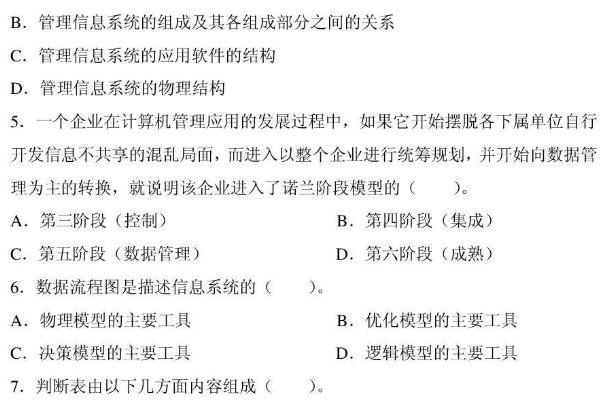 B．管理信息系统的组成及其各组成部分之间的关系
C．管理信息系统的应用软件的结构
D．管理信息系统的物理结构
5．一个企业在计算机管理应用的发展过程中，如果它开始摆脱各下属单位自行
开发信息不共享的混乱局面，而进入以整个企业进行统筹规划，并开始向数据管
理为主的转换，就说明该企业进入了诺兰阶段模型的（　　）。
A．第三阶段（控制）　　B．第四阶段（集成）
C．第五阶段（数据管理）　　D．第六阶段（成熟）
6．数据流程图是描述信息系统的（　　）。
A．物理模型的主要工具　　B．优化模型的主要工具
C．决策模型的主要工具　　D．逻辑模型的主要工具
7．判断表由以下几方面内容组成（　　）。